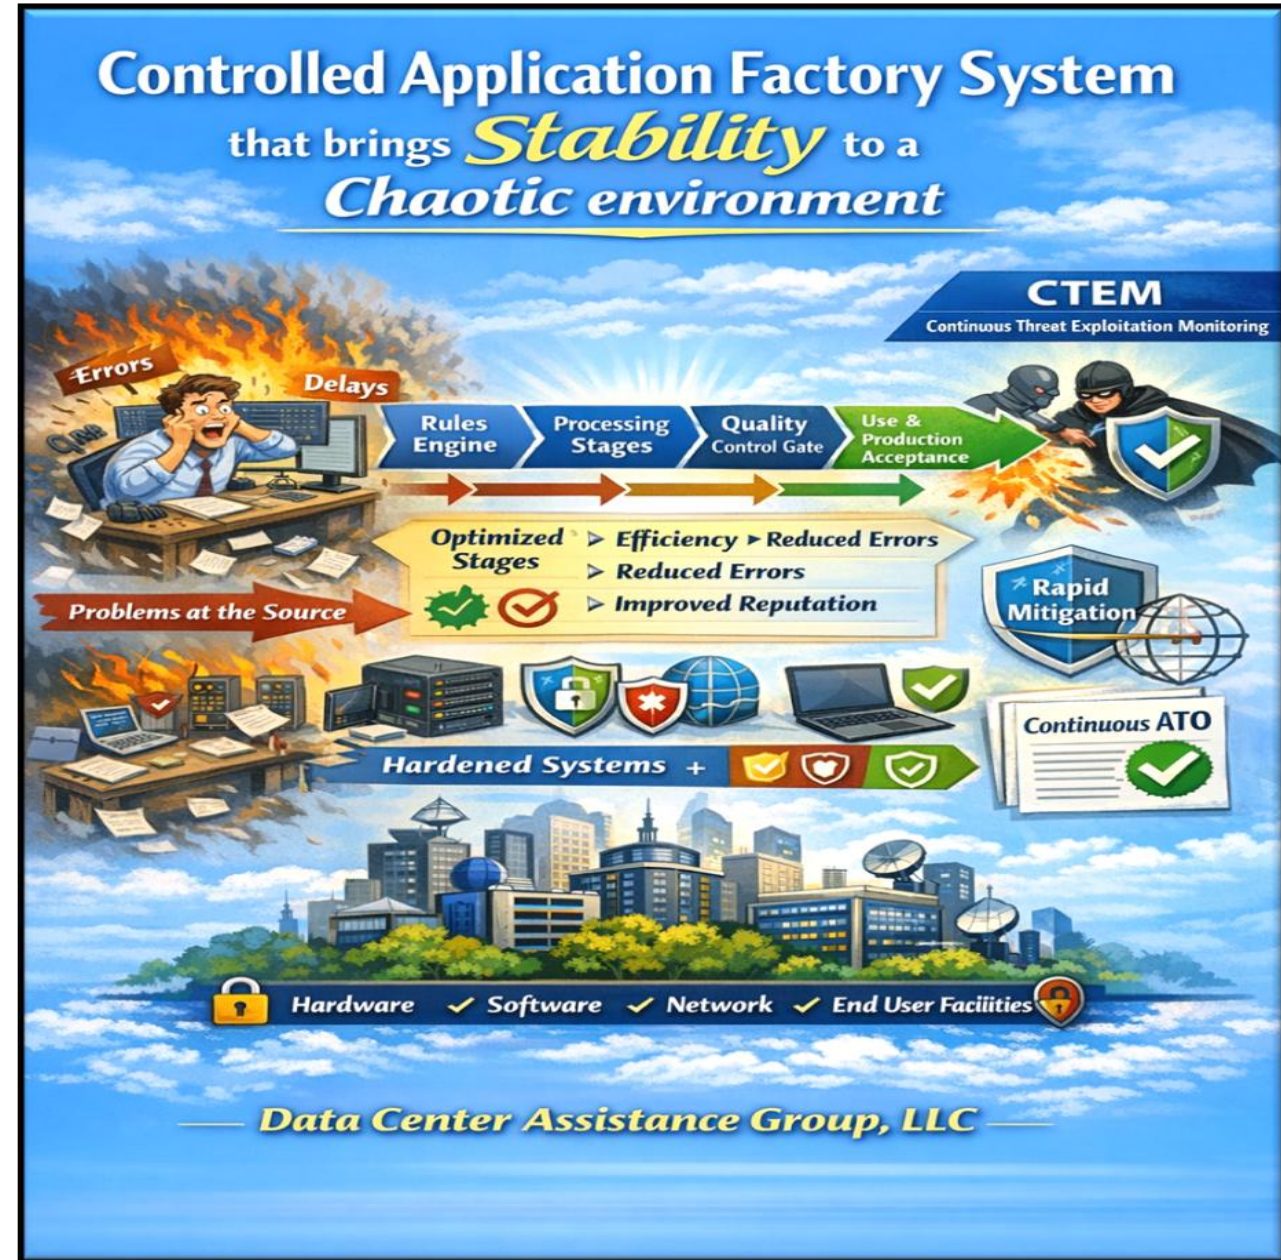 Controlled Application Factory System
that brings Stability to a
Chaotic environment
CTEM
Continuous Threat Exploitation Monitoring
Errors
Delays
Rules
Engine
Processing
Stages
Quality
Control Gate
Use &
Production
Acceptance
Optimized
Stages
Efficiency ▸ Reduced Errors
Reduced Errors
Improved Reputation
Problems at the Source
Rapid
Mitigation
Continuous ATO
Hardened Systems +
Hardware ✓ Software ✓ Network ✓ End User Facilities
Data Center Assistance Group, LLC